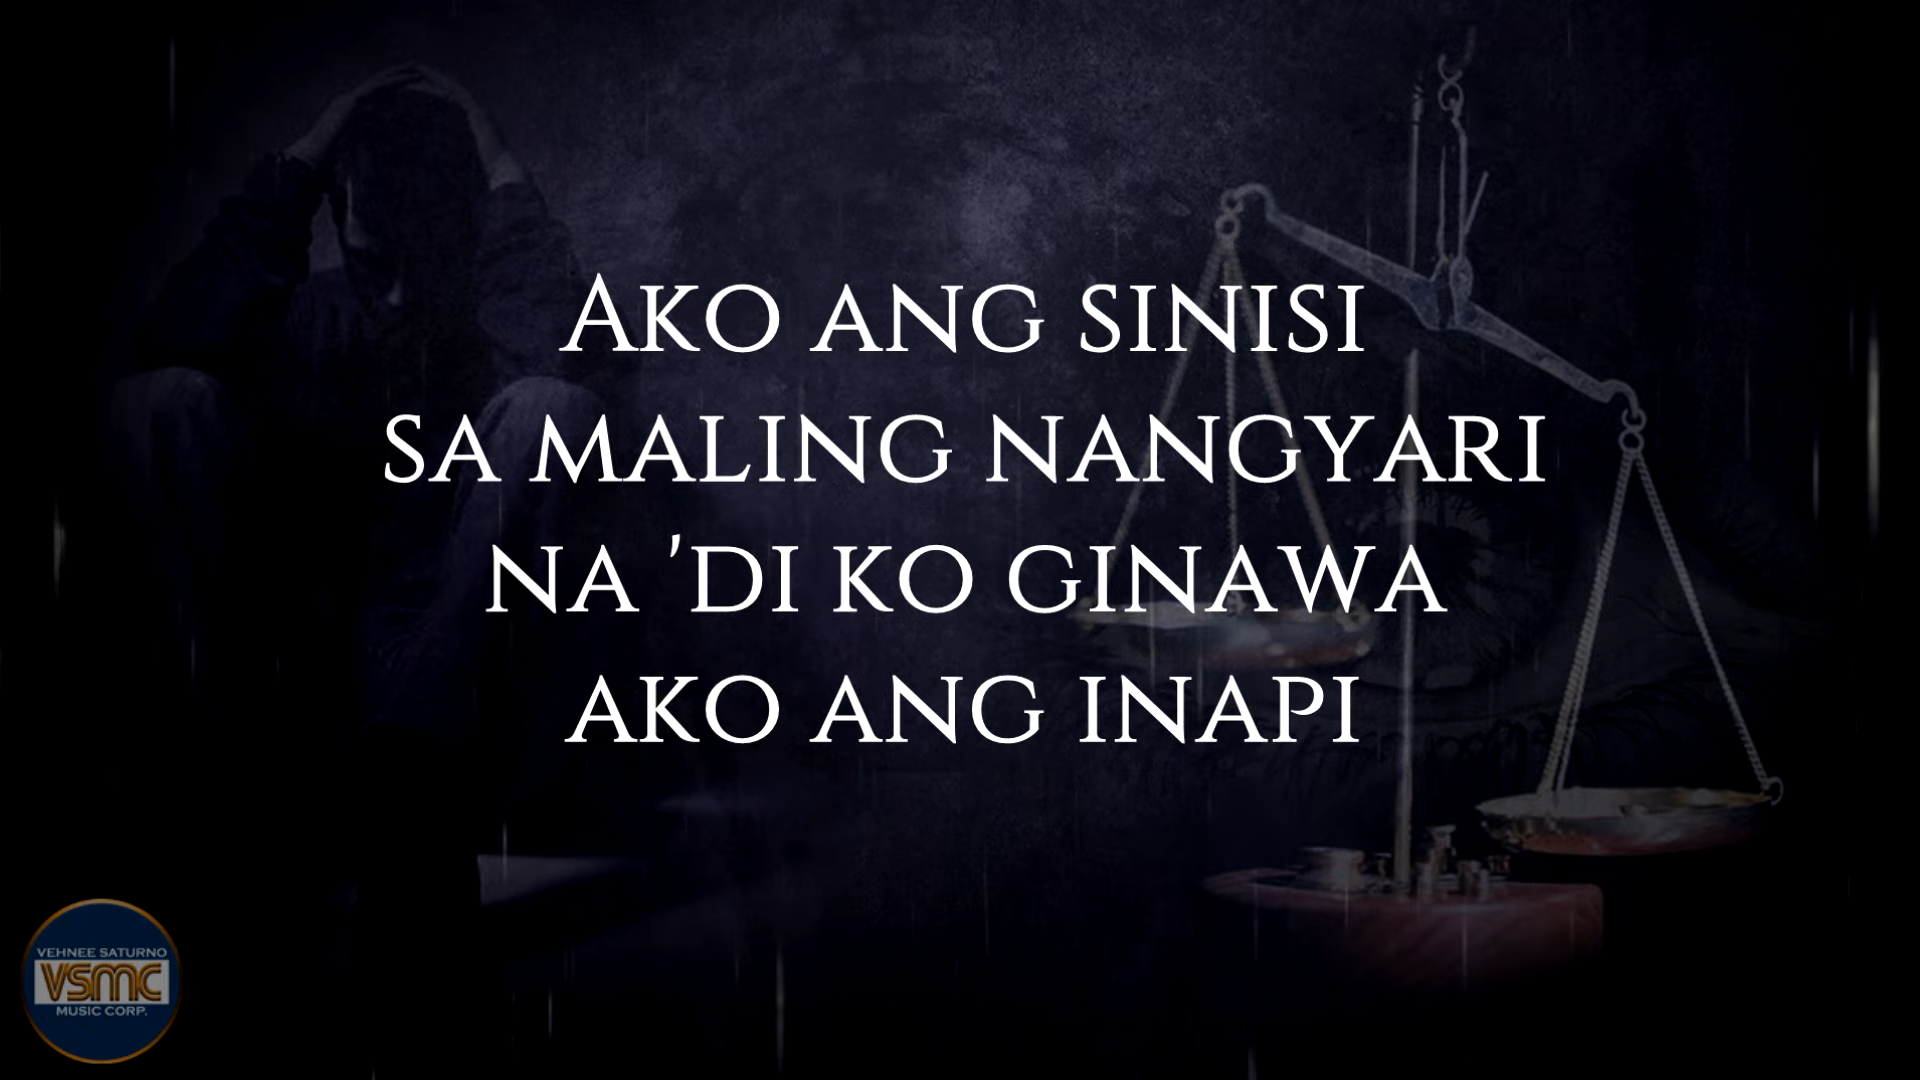 Ako ang sinisi
sa maling nangyari
na 'di ko ginawa
ako ang inapi
VEHNEE SATURNO
VSMC
MUSIC CORP.